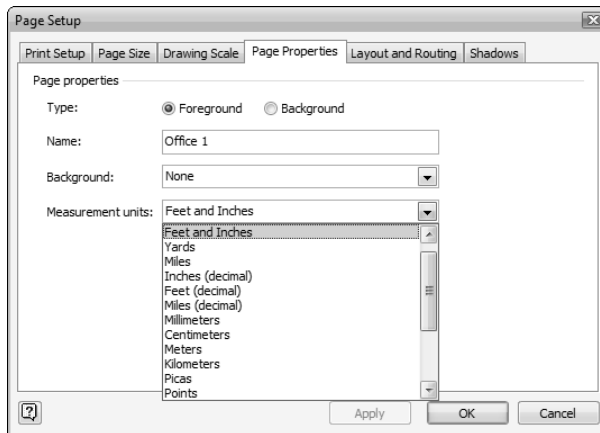 Page Setup
Print Setup Page Size Drawing Scale Page Properties Layout and Routing Shadows
Page properties
Type: Foreground Background
Name: Office 1
Background: None
Measurement units: Feet and Inches
Feet and Inches
Yards
Miles
Inches (decimal)
Feet (decimal)
Miles (decimal)
Millimeters
Centimeters
Meters
Kilometers
Picas
Points
? Apply OK Cancel